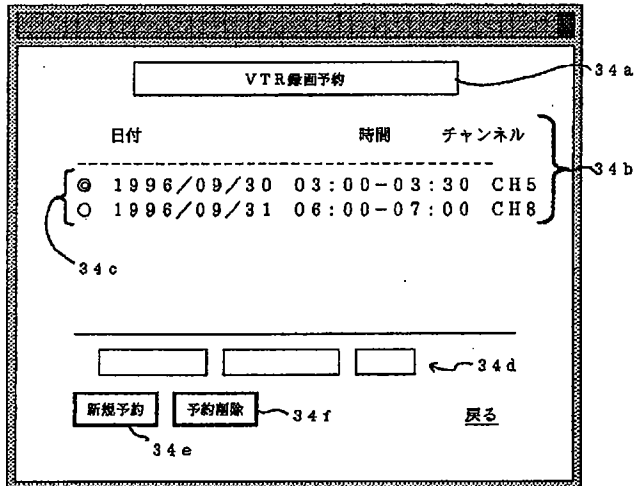 VTR録画予約
34a
日付 時間 チャンネル
34b
◎ 1996/09/30 03:00-03:30 CH5
○ 1996/09/31 06:00-07:00 CH8
34c
34d
新規予約 予約削除 34f 戻る
34e